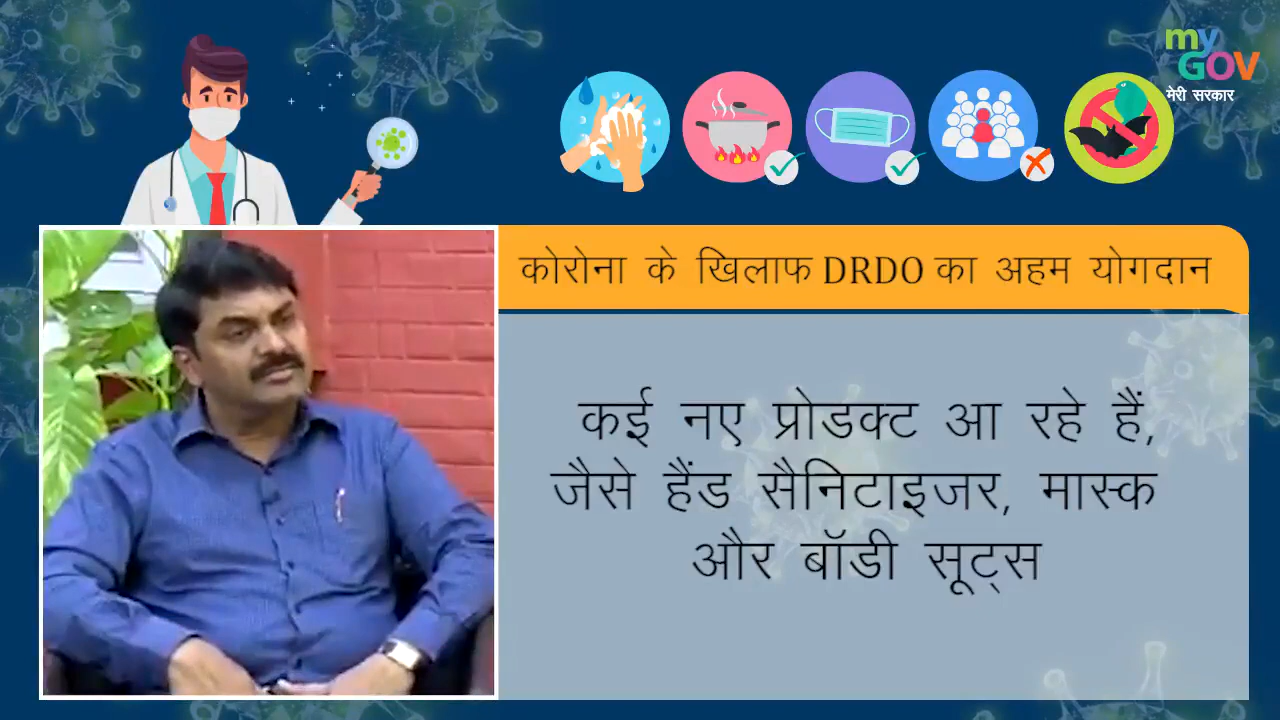 my
GOV
मेरी सरकार
कोरोना के खिलाफ DRDO का अहम योगदान
कई नए प्रोडक्ट आ रहे हैं,
जैसे हैंड सैनिटाइजर, मास्क
और बॉडी सूट्स